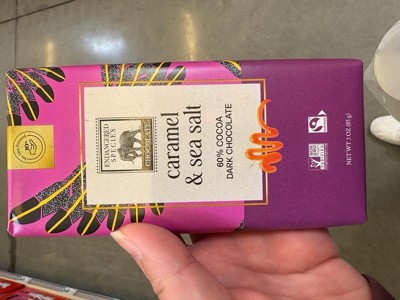 ENDANGERED
SPECIES
CHOCOLATE
caramel
& sea salt
60% COCOA
DARK CHOCOLATE
NET WT 3 OZ (85 g)